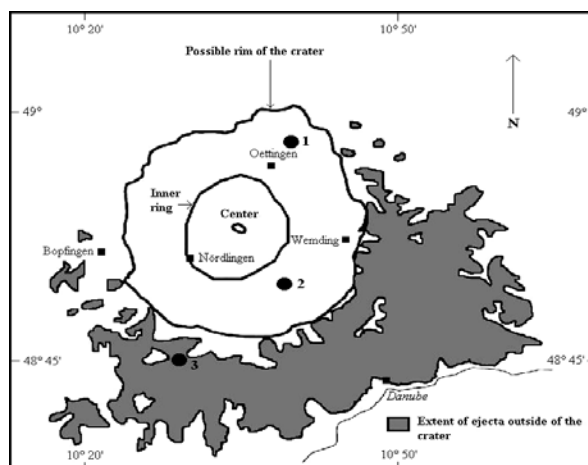 10° 20
10° 50
Possible rim of the crater
49°
49°
N
1
Oettingen
Inner
ring
Center
Wemding
Bopfingen
Nördlingen
2
48° 45
48° 45'
3
Danube
Extent of ejecta outside of the
crater
10° 20
10° 50